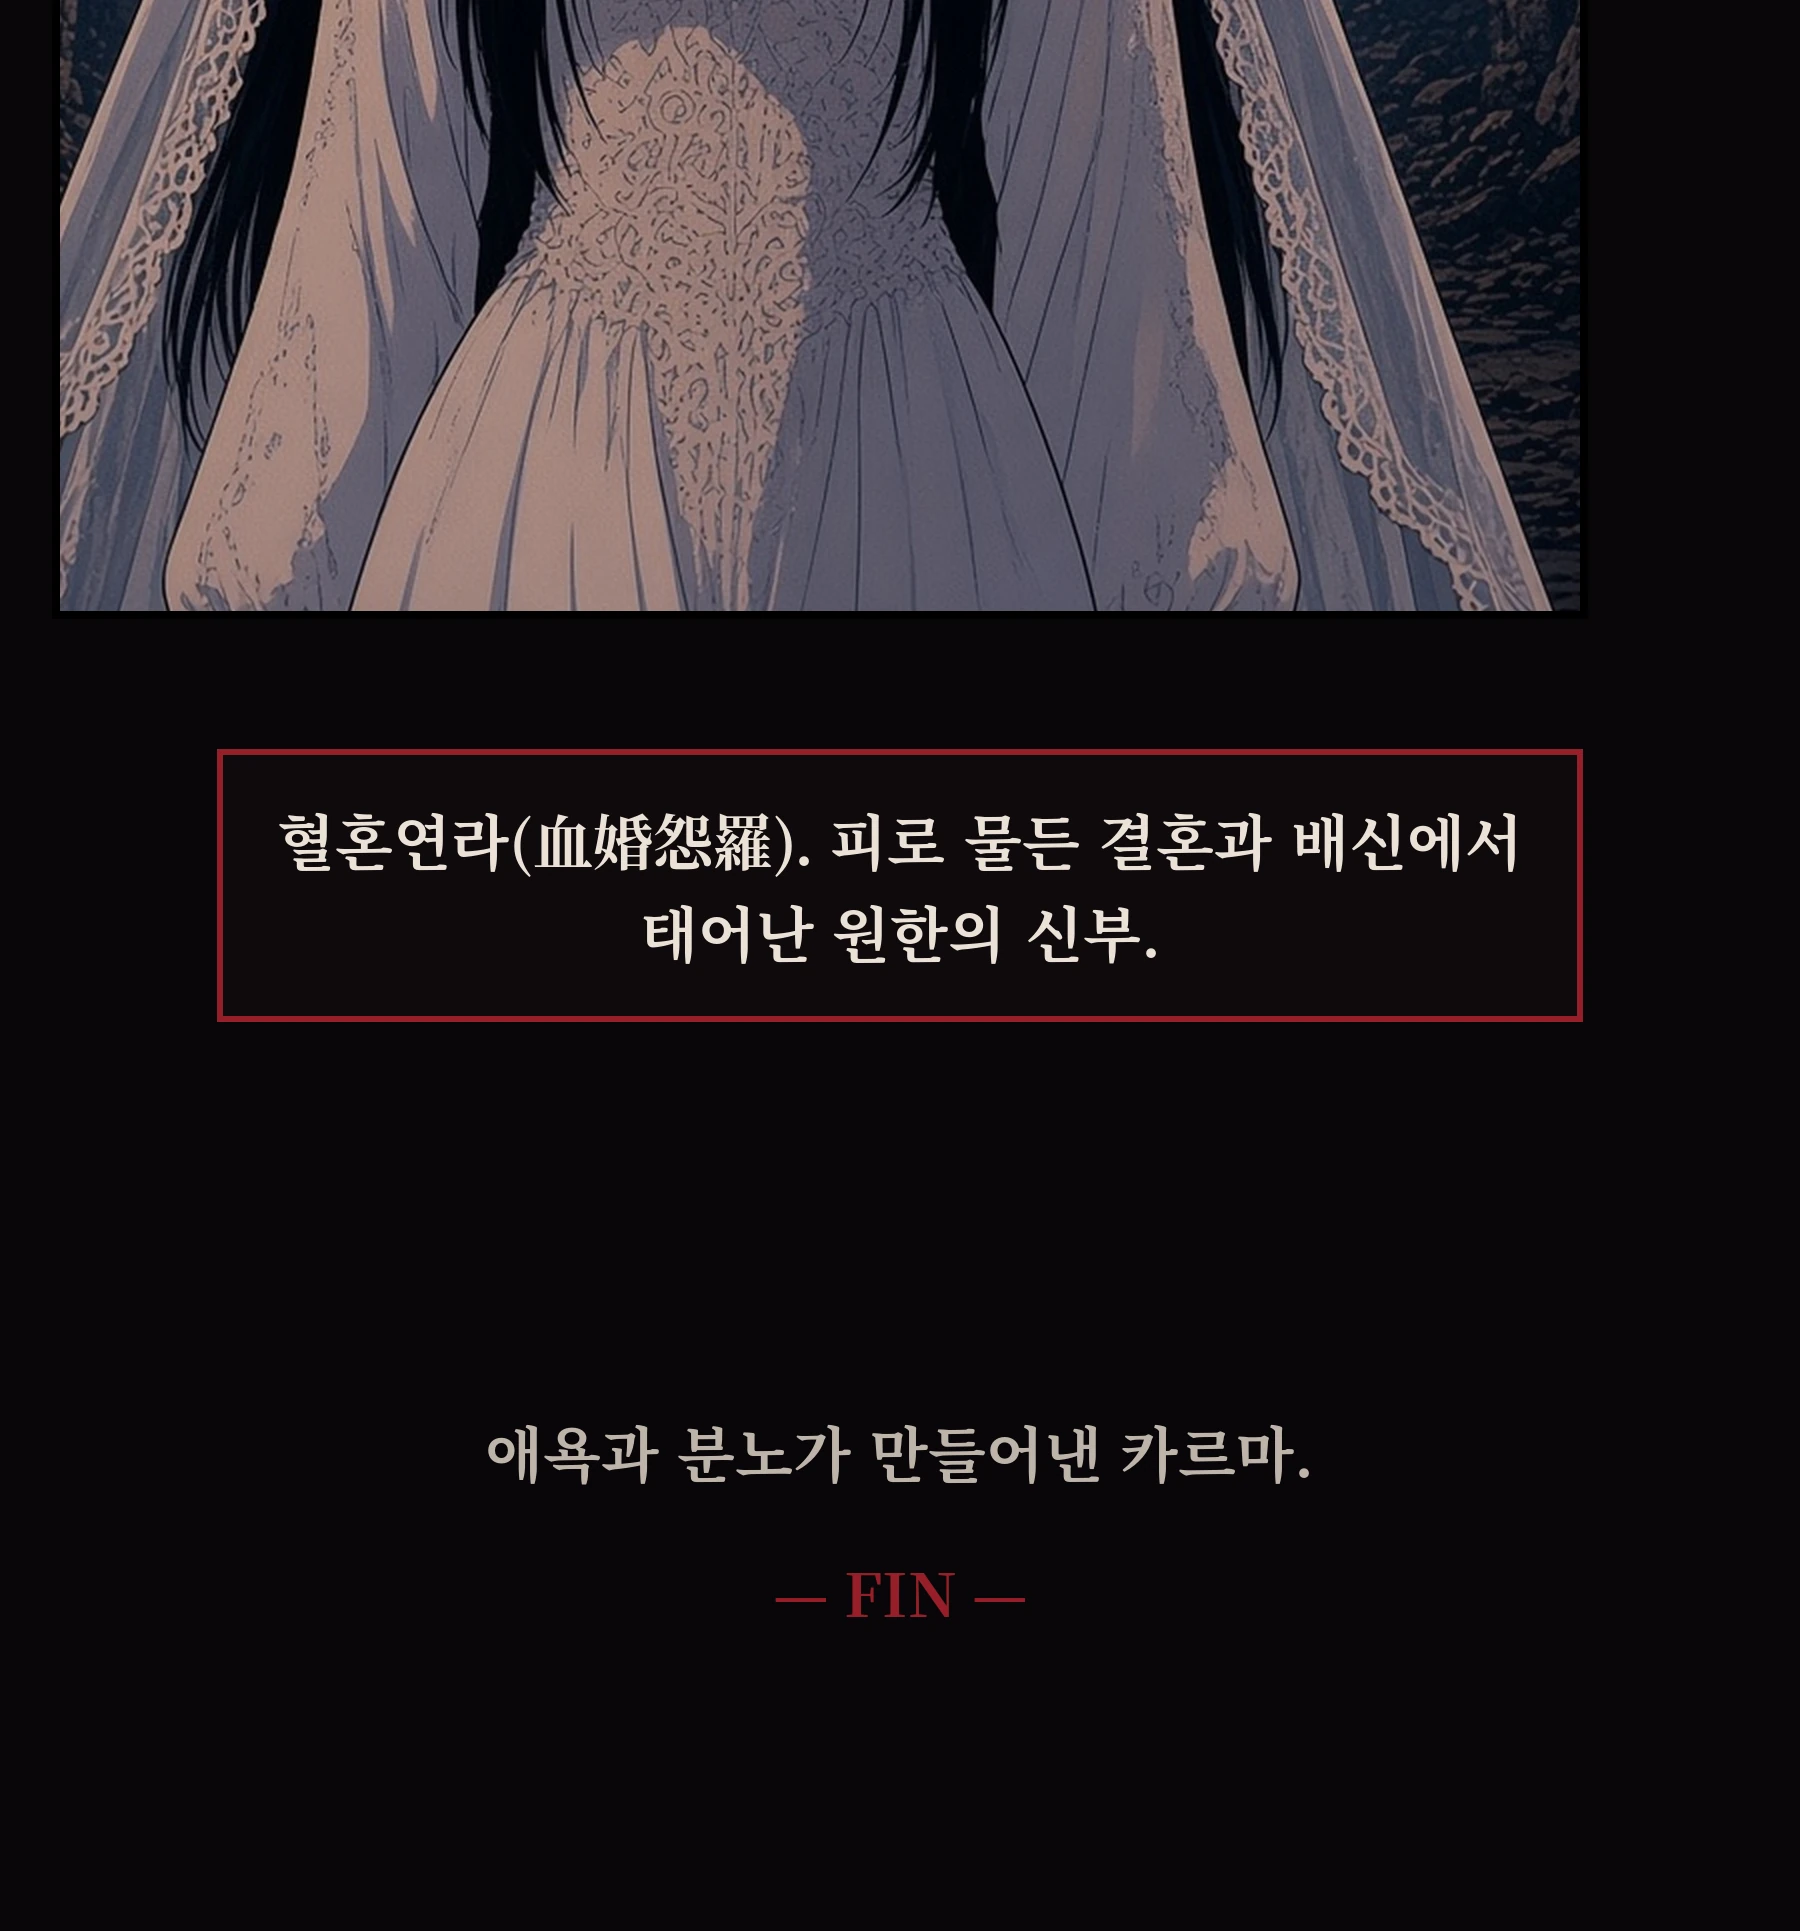 혈혼연라(血婚怨羅). 피로 물든 결혼과 배신에서
태어난 원한의 신부.
애욕과 분노가 만들어낸 카르마.
— FIN —